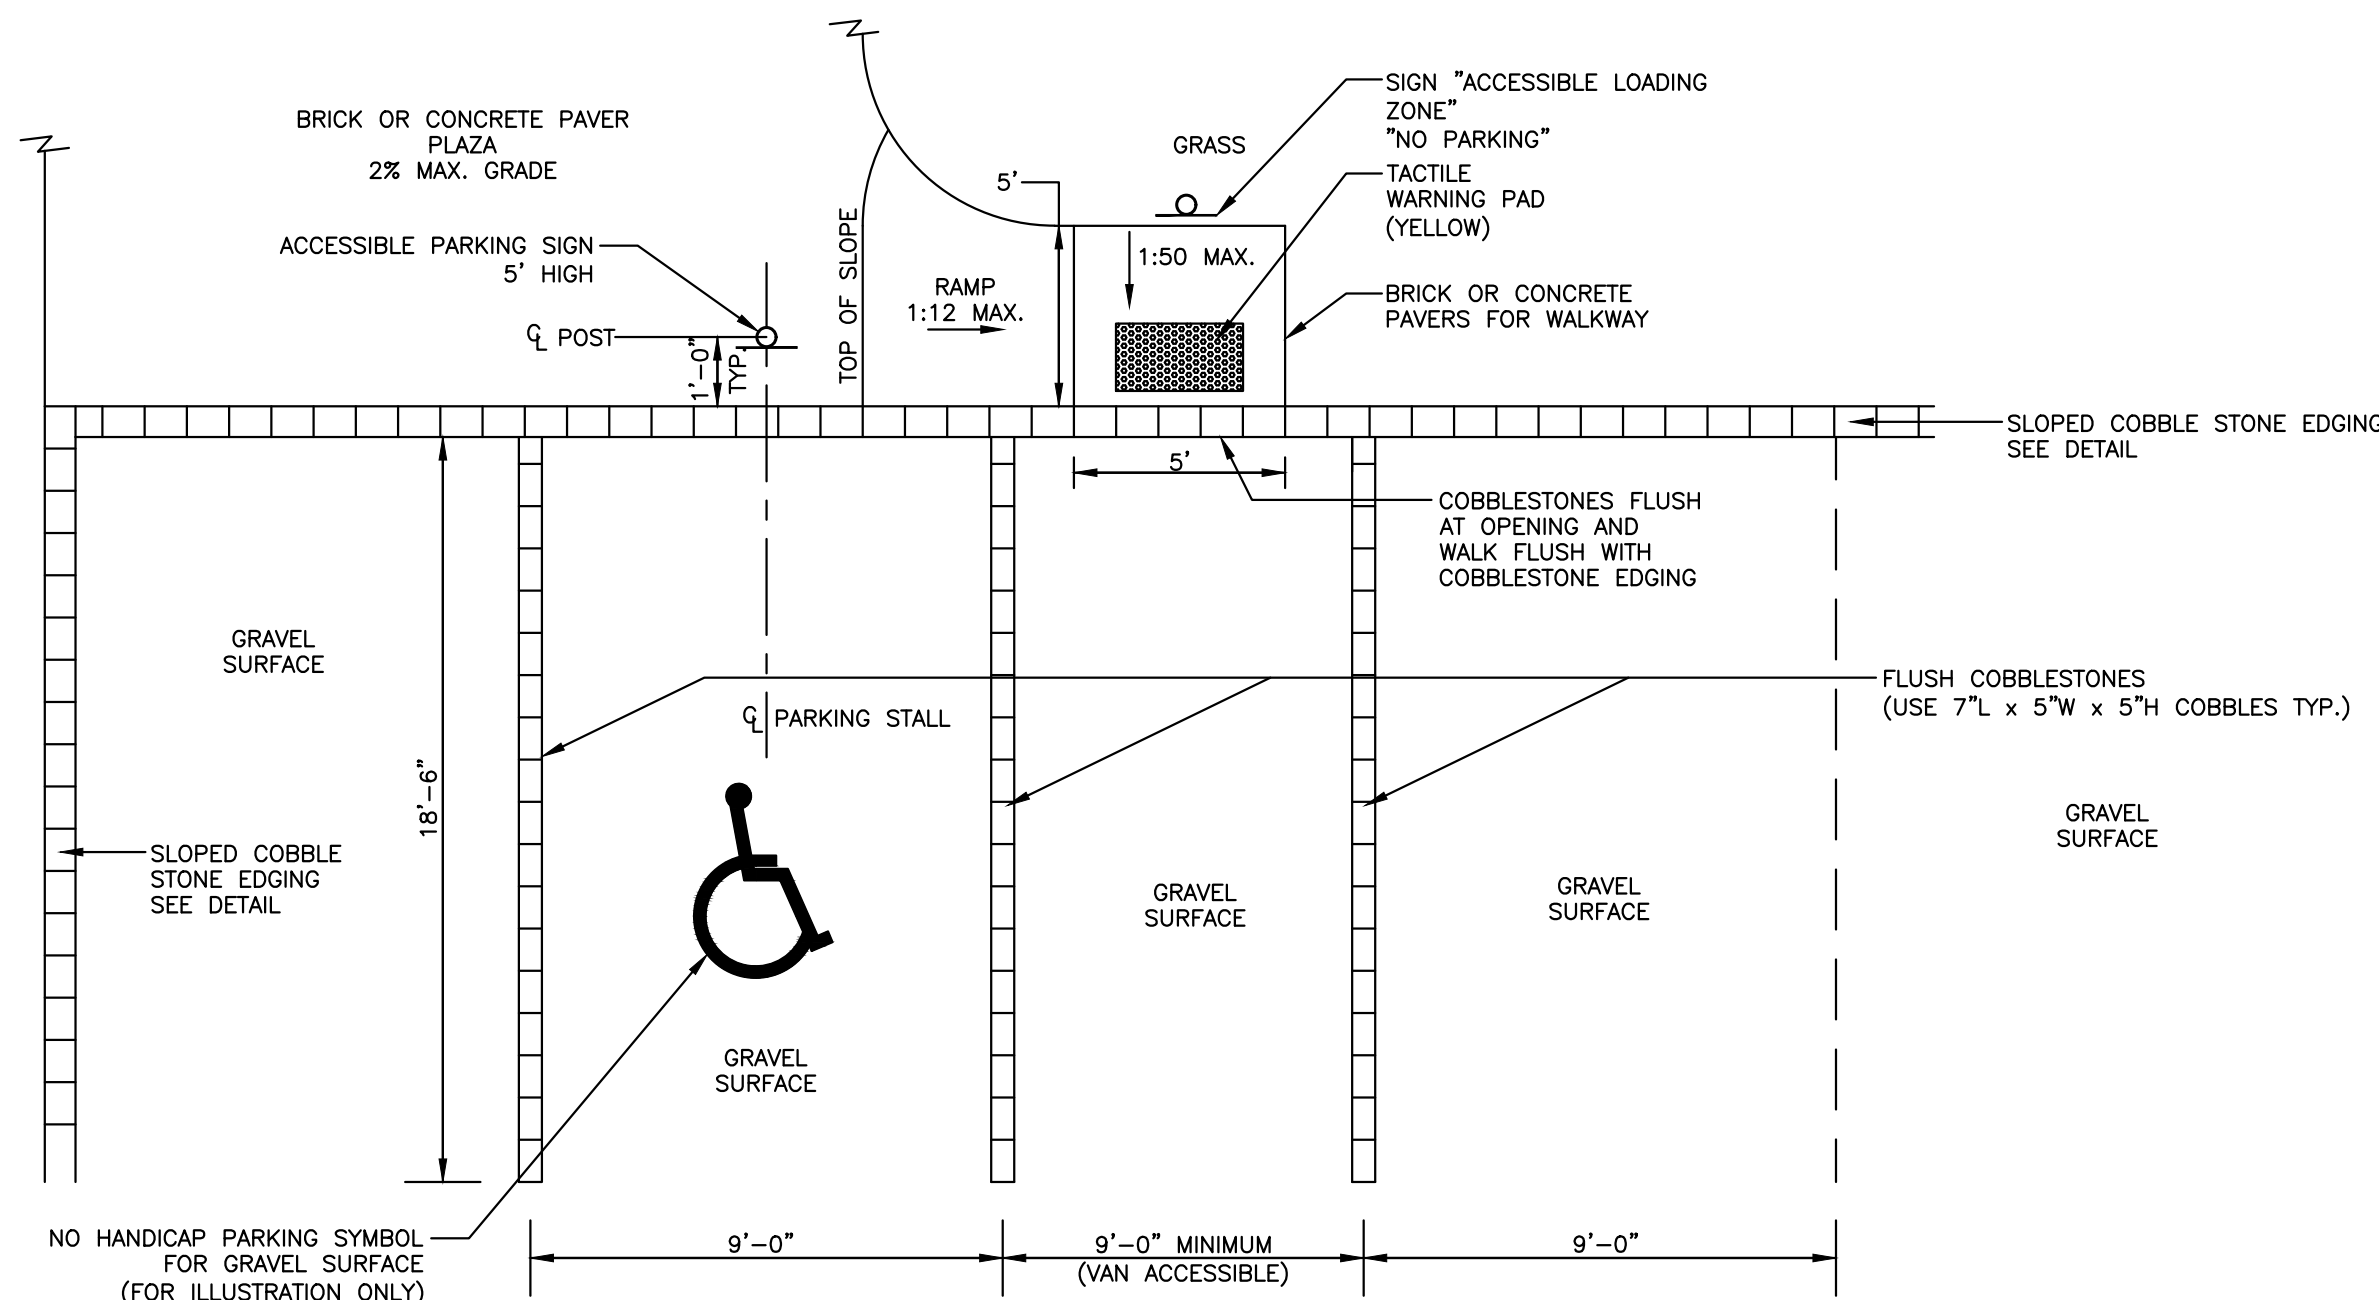 BRICK OR CONCRETE PAVER
PLAZA
2% MAX. GRADE
ACCESSIBLE PARKING SIGN
5' HIGH
℄ POST
1'-0"
TYP.
TOP OF SLOPE
RAMP
1:12 MAX.
5'
GRASS
1:50 MAX.
SIGN "ACCESSIBLE LOADING
ZONE"
"NO PARKING"
TACTILE
WARNING PAD
(YELLOW)
BRICK OR CONCRETE
PAVERS FOR WALKWAY
SLOPED COBBLE STONE EDGING
SEE DETAIL
5'
COBBLESTONES FLUSH
AT OPENING AND
WALK FLUSH WITH
COBBLESTONE EDGING
GRAVEL
SURFACE
FLUSH COBBLESTONES
(USE 7"L x 5"W x 5"H COBBLES TYP.)
℄ PARKING STALL
18'-6"
SLOPED COBBLE
STONE EDGING
SEE DETAIL
GRAVEL
SURFACE
GRAVEL
SURFACE
GRAVEL
SURFACE
GRAVEL
SURFACE
NO HANDICAP PARKING SYMBOL
FOR GRAVEL SURFACE
(FOR ILLUSTRATION ONLY)
9'-0"
9'-0" MINIMUM
(VAN ACCESSIBLE)
9'-0"